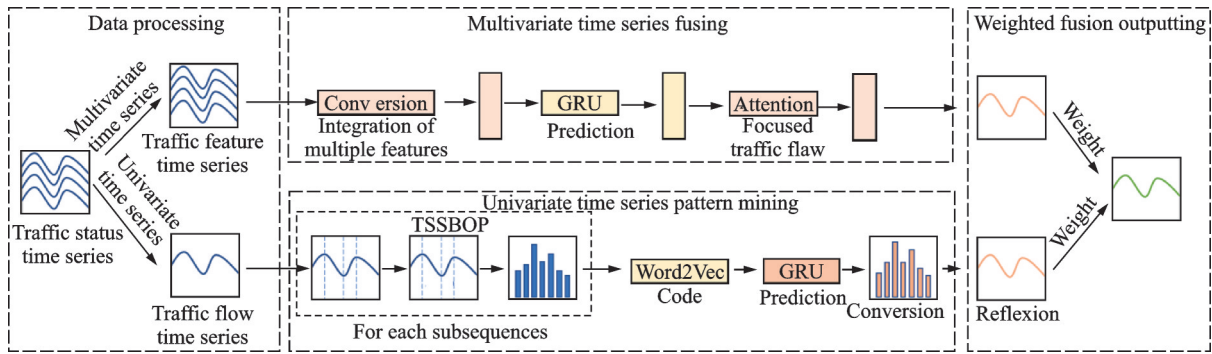 Data processing
Multivariate
time series
Traffic feature
time series
Univariate
time series
Traffic status
time series
Traffic flow
time series
Multivariate time series fusing
Conv ersion
Integration of
multiple features
GRU
Prediction
Attention
Focused
traffic flaw
Univariate time series pattern mining
TSSBOP
For each subsequences
Word2Vec
Code
GRU
Prediction
Conversion
Weighted fusion outputting
Weight
Weight
Reflexion